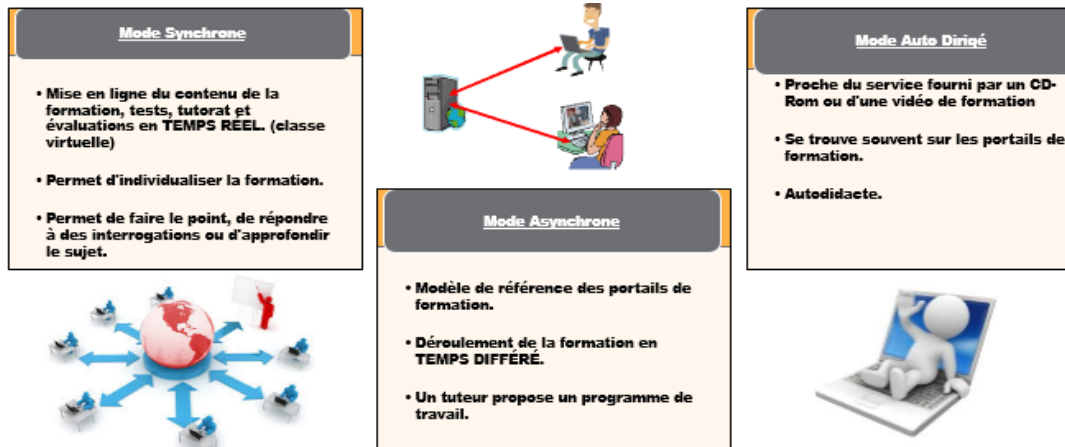 Mode Synchrone
• Mise en ligne du contenu de la
formation, tests, tutorat et
évaluations en TEMPS REEL. (classe
virtuelle)
• Permet d'individualiser la formation.
• Permet de faire le point, de répondre
à des interrogations ou d'approfondir
le sujet.
Mode Asynchrone
• Modèle de référence des portails de
formation.
• Déroulement de la formation en
TEMPS DIFFÉRÉ.
• Un tuteur propose un programme de
travail.
Mode Auto Dirigé
• Proche du service fourni par un CD-
Rom ou d'une vidéo de formation
• Se trouve souvent sur les portails de
formation.
• Autodidacte.